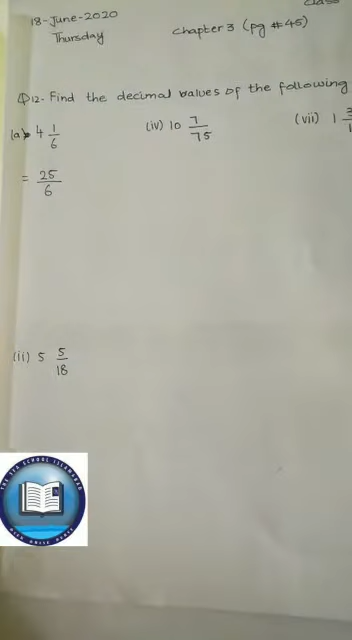 class
18-June-2020
Thursday
Chapter 3 (pg #45)
Q12- Find the decimal values of the following
(a) 4 1/6
(iv) 10 7/75
(vii) 1
= 25/6
(ii) 5 5/18